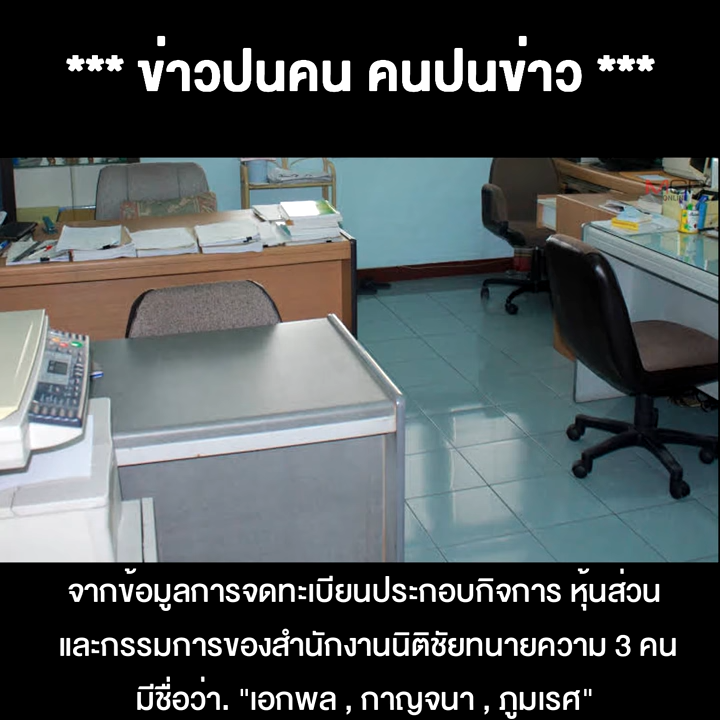 *** ข่าวปนคน คนปนข่าว ***
จากข้อมูลการจดทะเบียนประกอบกิจการ หุ้นส่วน
และกรรมการของสำนักงานนิติชัยทนายความ 3 คน
มีชื่อว่า. "เอกพล , กาญจนา , ภูมเรศ"